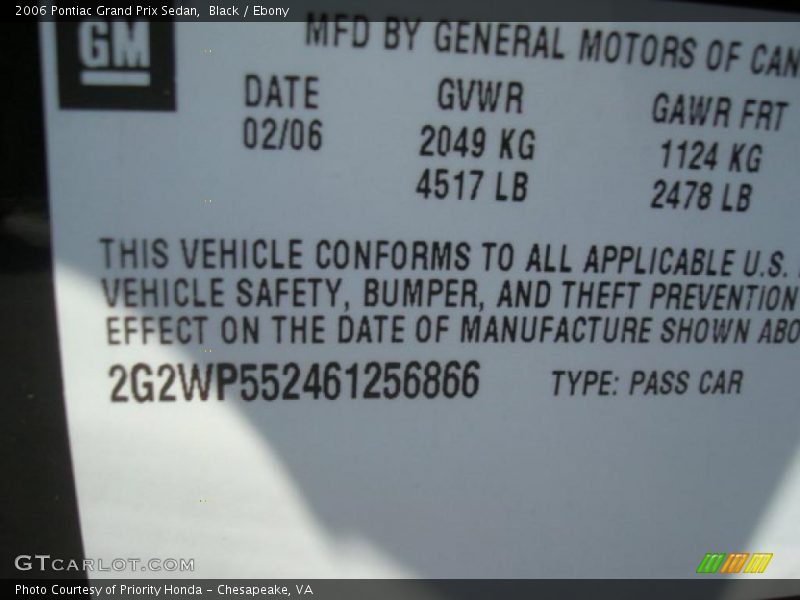 2006 Pontiac Grand Prix Sedan, Black / Ebony
GM
MFD BY GENERAL MOTORS OF CAN
DATE GVWR GAWR FRT
02/06 2049 KG 1124 KG
4517 LB 2478 LB
THIS VEHICLE CONFORMS TO ALL APPLICABLE U.S.
VEHICLE SAFETY, BUMPER, AND THEFT PREVENTION
EFFECT ON THE DATE OF MANUFACTURE SHOWN ABO
2G2WP552461256866 TYPE: PASS CAR
GTCARLOT.COM
Photo Courtesy of Priority Honda - Chesapeake, VA